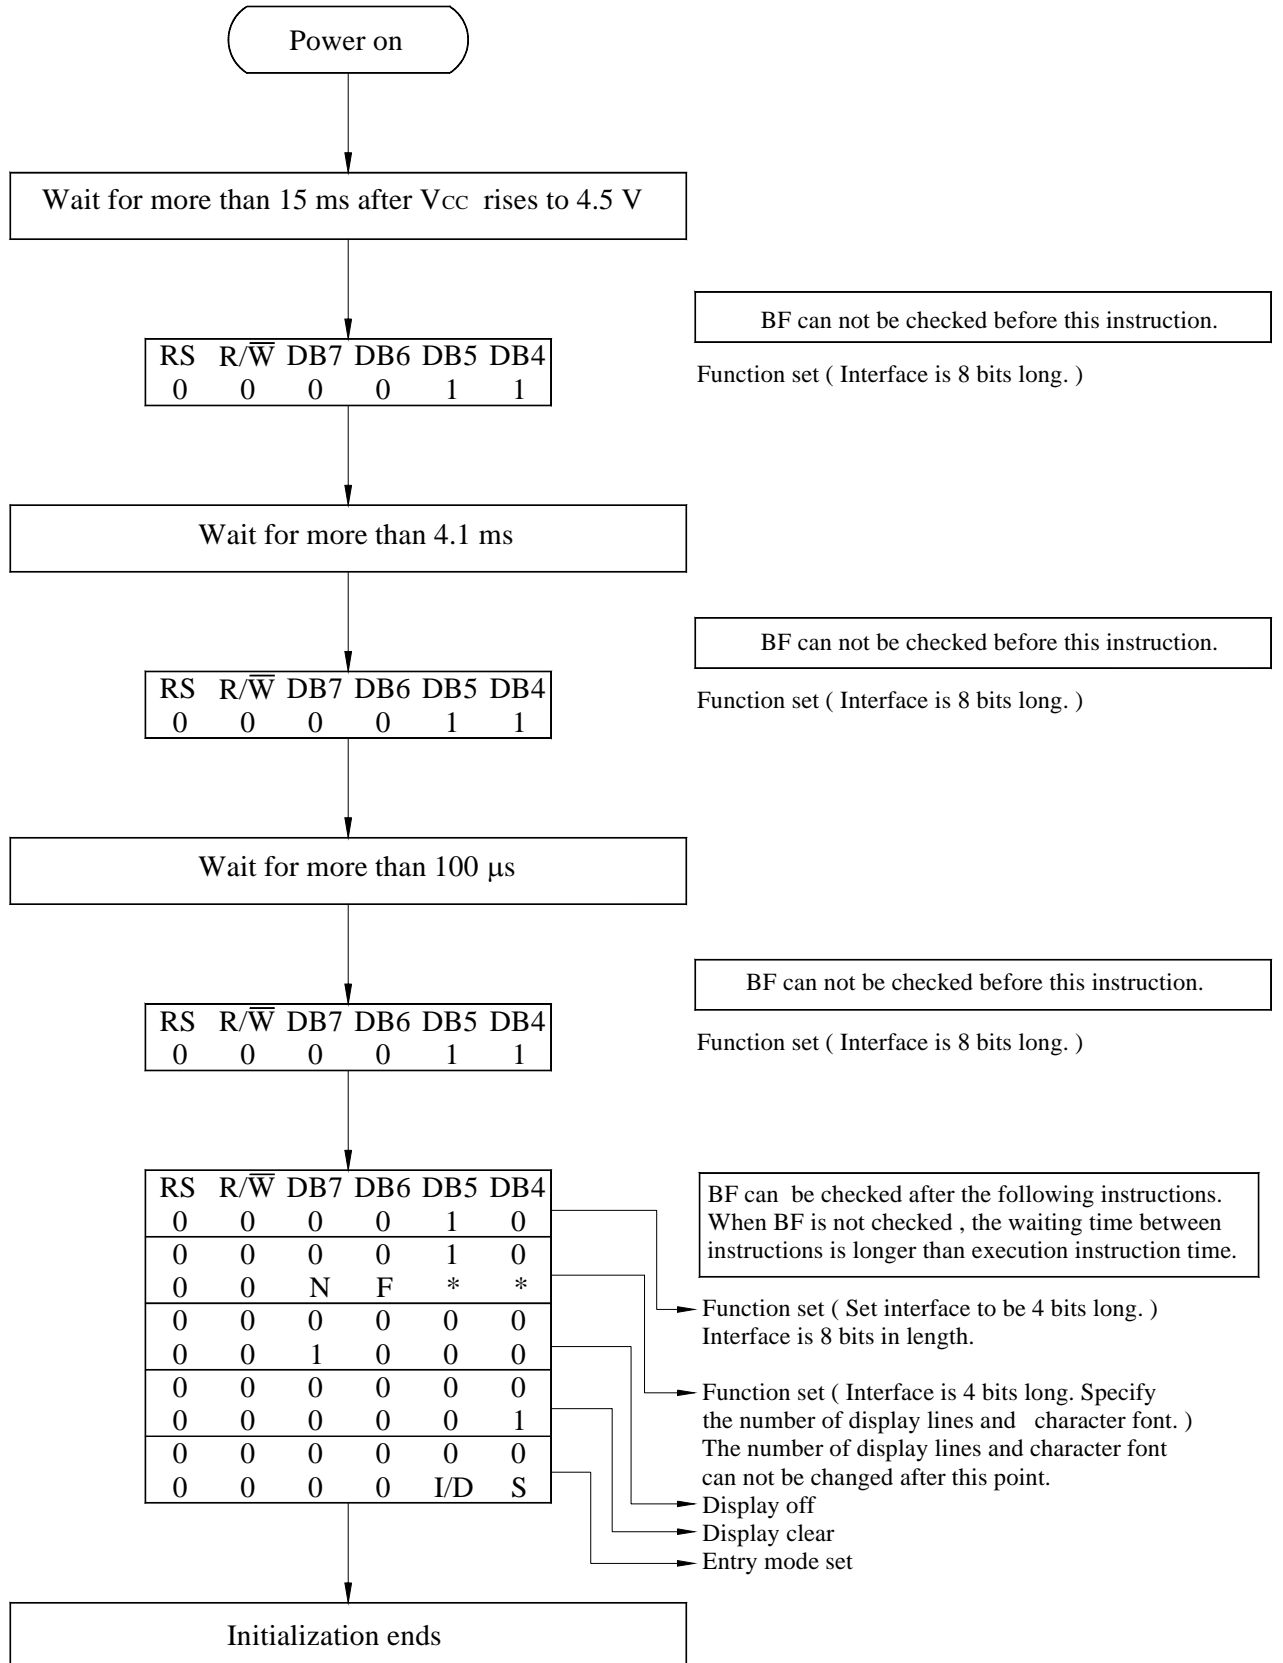 Power on
Wait for more than 15 ms after Vcc rises to 4.5 V
BF can not be checked before this instruction.
RS R/W̅ DB7 DB6 DB5 DB4
0 0 0 0 1 1
Function set ( Interface is 8 bits long. )
Wait for more than 4.1 ms
BF can not be checked before this instruction.
RS R/W̅ DB7 DB6 DB5 DB4
0 0 0 0 1 1
Function set ( Interface is 8 bits long. )
Wait for more than 100 μs
BF can not be checked before this instruction.
RS R/W̅ DB7 DB6 DB5 DB4
0 0 0 0 1 1
Function set ( Interface is 8 bits long. )
RS R/W̅ DB7 DB6 DB5 DB4
0 0 0 0 1 0
0 0 0 0 1 0
0 0 N F * *
0 0 0 0 0 0
0 0 1 0 0 0
0 0 0 0 0 0
0 0 0 0 0 1
0 0 0 0 0 0
0 0 0 0 I/D S
BF can be checked after the following instructions.
When BF is not checked , the waiting time between
instructions is longer than execution instruction time.
Function set ( Set interface to be 4 bits long. )
Interface is 8 bits in length.
Function set ( Interface is 4 bits long. Specify
the number of display lines and character font. )
The number of display lines and character font
can not be changed after this point.
Display off
Display clear
Entry mode set
Initialization ends